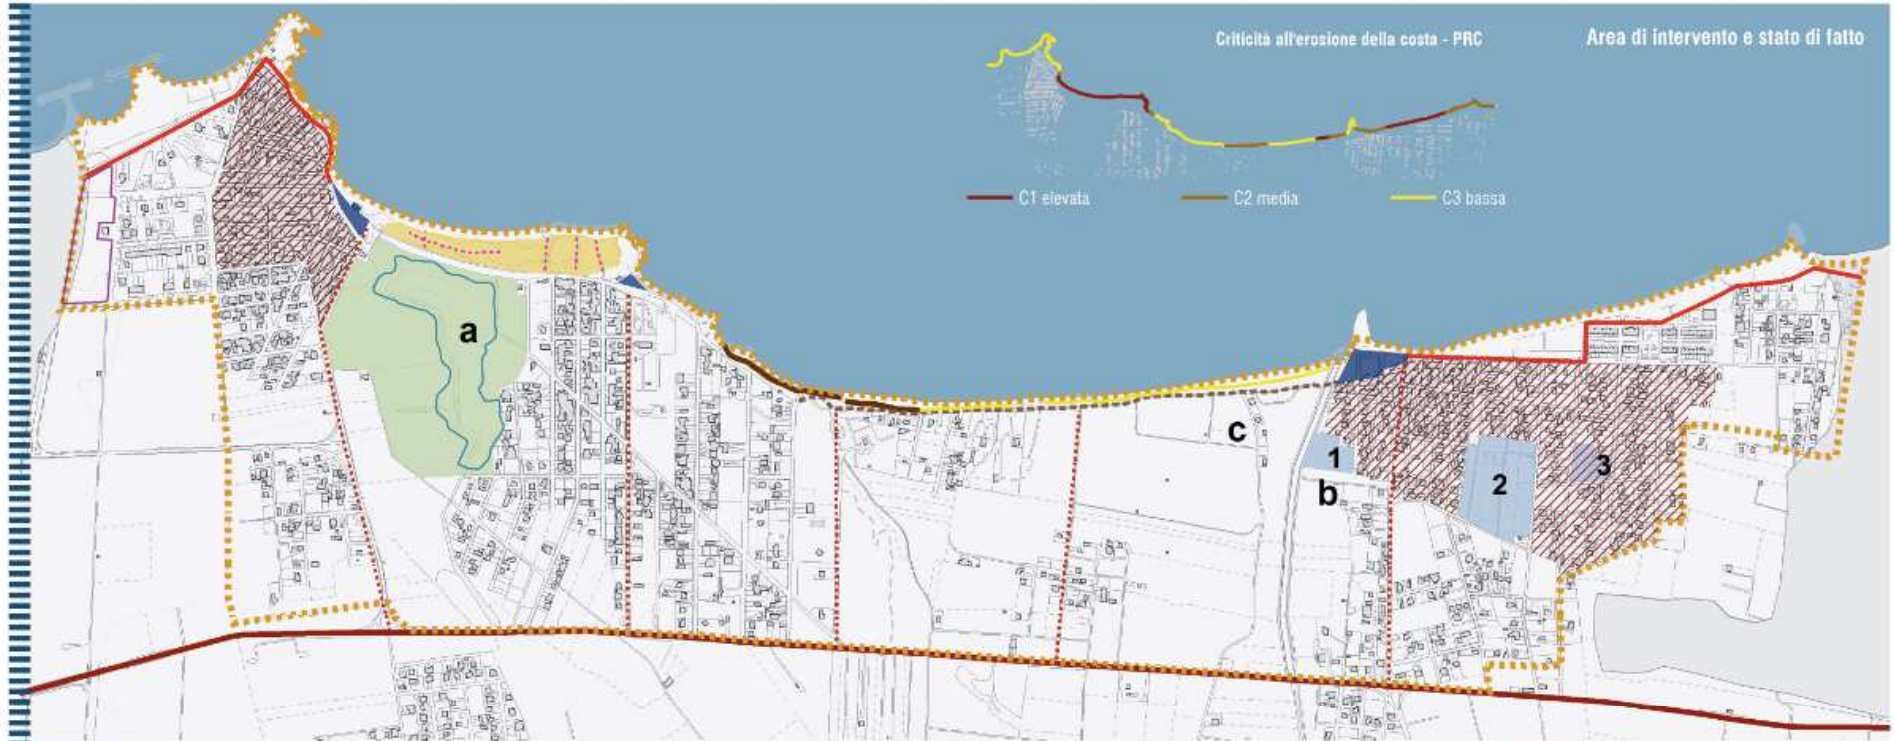 Criticità all'erosione della costa - PRC
Area di intervento e stato di fatto
C1 elevata
C2 media
C3 bassa
a
c
1
2
3
b